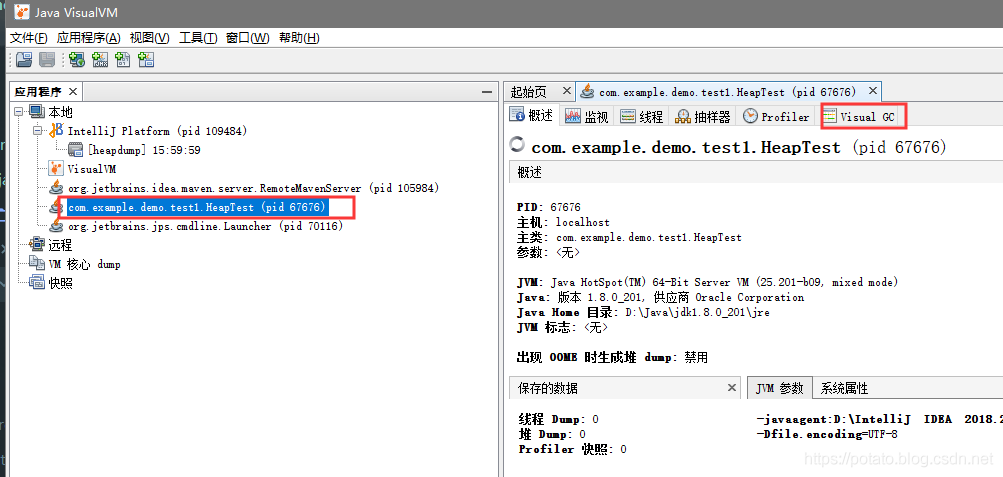 Java VisualVM
文件(F) 应用程序(A) 视图(V) 工具(T) 窗口(W) 帮助(H)
应用程序 ×
本地
IntelliJ Platform (pid 109484)
[heapdump] 15:59:59
VisualVM
org.jetbrains.idea.maven.server.RemoteMavenServer (pid 105984)
com.example.demo.test1.HeapTest (pid 67676)
org.jetbrains.jps.cmdline.Launcher (pid 70116)
远程
VM 核心 dump
快照
起始页 × com.example.demo.test1.HeapTest (pid 67676) ×
概述 监视 线程 抽样器 Profiler Visual GC
com.example.demo.test1.HeapTest (pid 67676)
概述
PID: 67676
主机: localhost
主类: com.example.demo.test1.HeapTest
参数: <无>
JVM: Java HotSpot(TM) 64-Bit Server VM (25.201-b09, mixed mode)
Java: 版本 1.8.0_201, 供应商 Oracle Corporation
Java Home 目录: D:\Java\jdk1.8.0_201\jre
JVM 标志: <无>
出现 OOME 时生成堆 dump: 禁用
保存的数据 ×
线程 Dump: 0
堆 Dump: 0
Profiler 快照: 0
JVM 参数 系统属性
-javaagent:D:\IntelliJ IDEA 2018.2
-Dfile.encoding=UTF-8
https://potato.blog.csdn.net